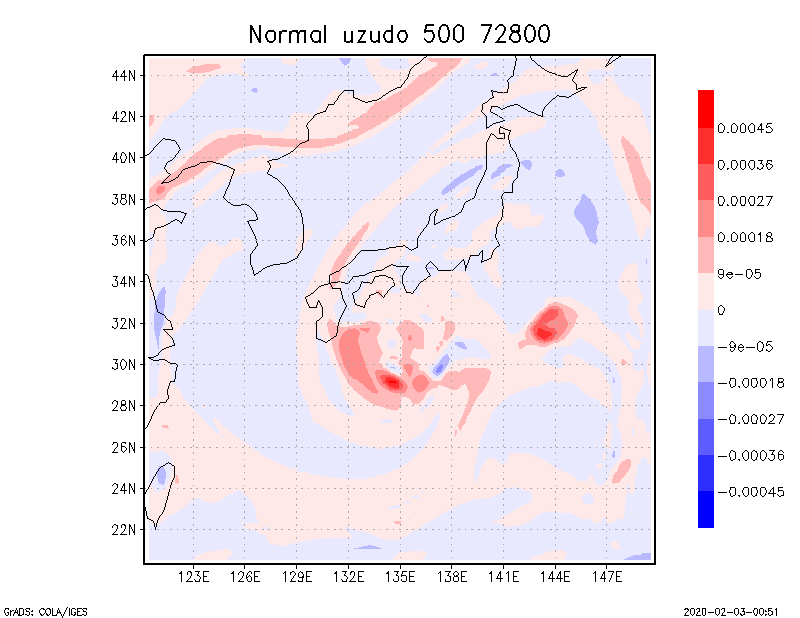 Normal uzudo 500 72800
44N
42N
40N
38N
36N
34N
32N
30N
28N
26N
24N
22N
123E 126E 129E 132E 135E 138E 141E 144E 147E
0.00045
0.00036
0.00027
0.00018
9e-05
0
-9e-05
-0.00018
-0.00027
-0.00036
-0.00045
GrADS: COLA/IGES
2020-02-03-00:51